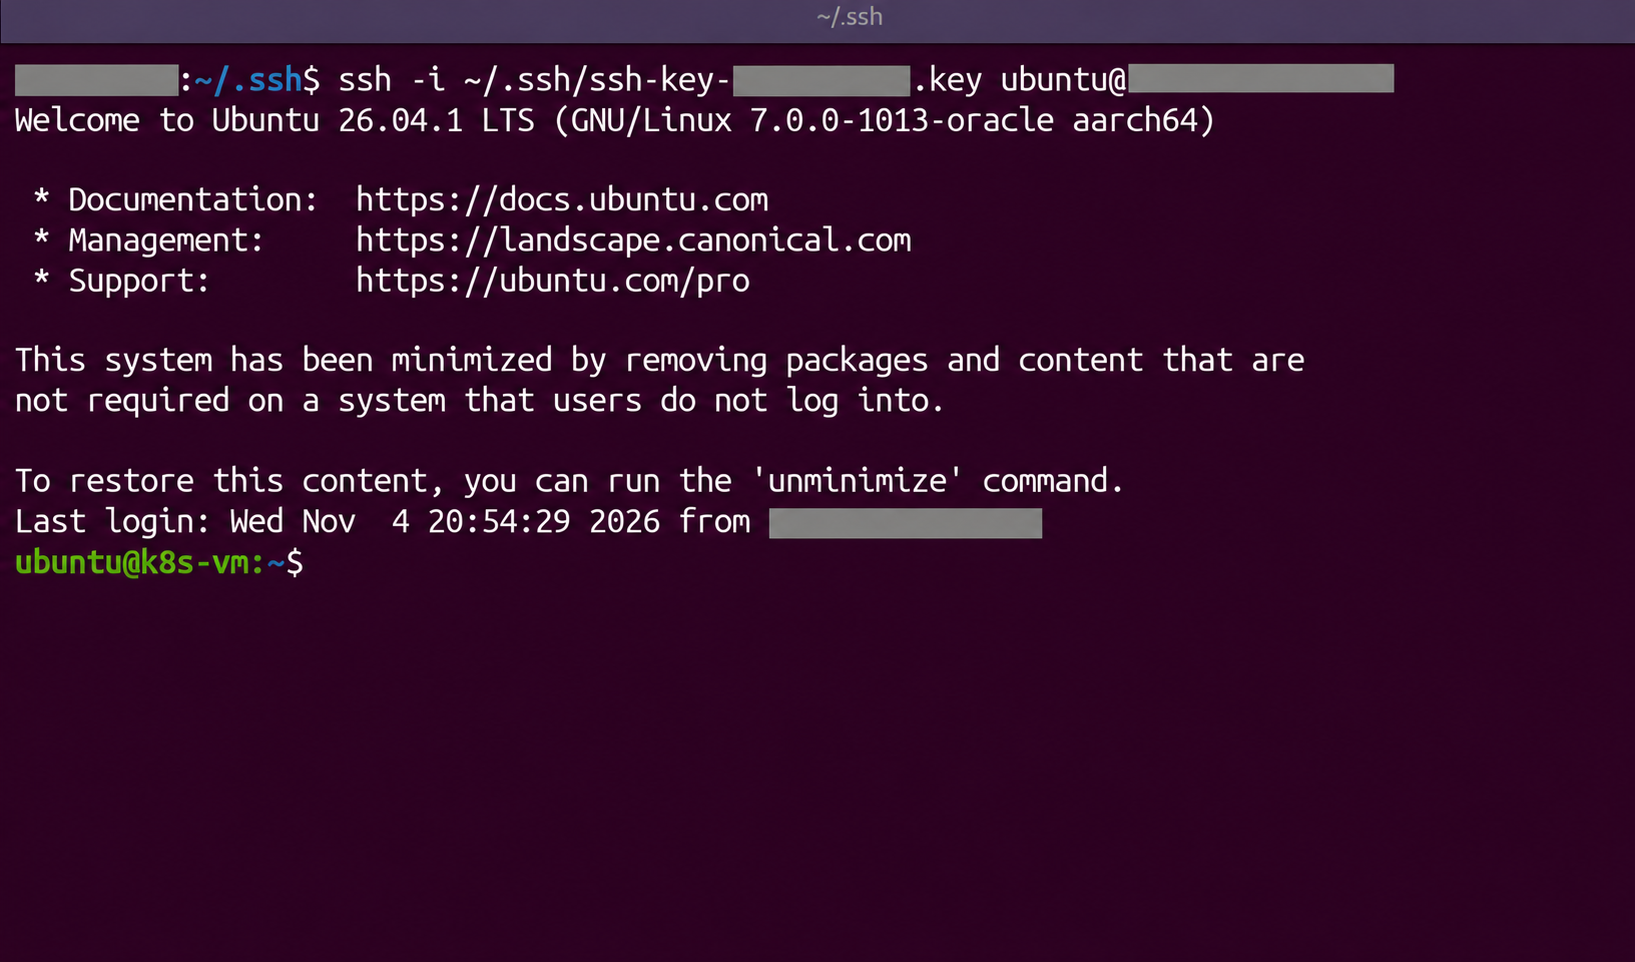 ~/.ssh
:~/.ssh$ ssh -i ~/.ssh/ssh-key- .key ubuntu@
Welcome to Ubuntu 26.04.1 LTS (GNU/Linux 7.0.0-1013-oracle aarch64)
* Documentation:  https://docs.ubuntu.com
* Management:     https://landscape.canonical.com
* Support:        https://ubuntu.com/pro
This system has been minimized by removing packages and content that are
not required on a system that users do not log into.
To restore this content, you can run the 'unminimize' command.
Last login: Wed Nov  4 20:54:29 2026 from
ubuntu@k8s-vm:~$